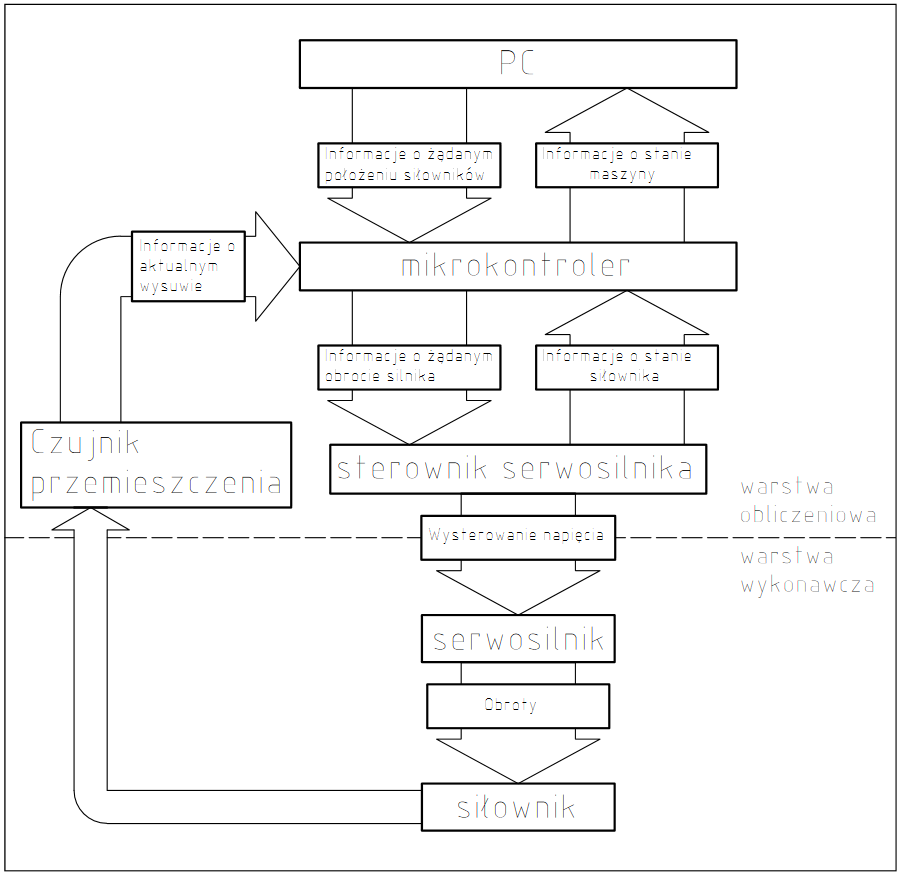 PC
Informacje o żądanym
położeniu siłowników
Informacje o stanie
maszyny
Informacje o
aktualnym
wysuwie
mikrokontroler
Informacje o żądanym
obrocie silnika
Informacje o stanie
siłownika
Czujnik
przemieszczenia
sterownik serwosilnika
warstwa
obliczeniowa
Wysterowanie napięcia
warstwa
wykonawcza
serwosilnik
Obroty
siłownik